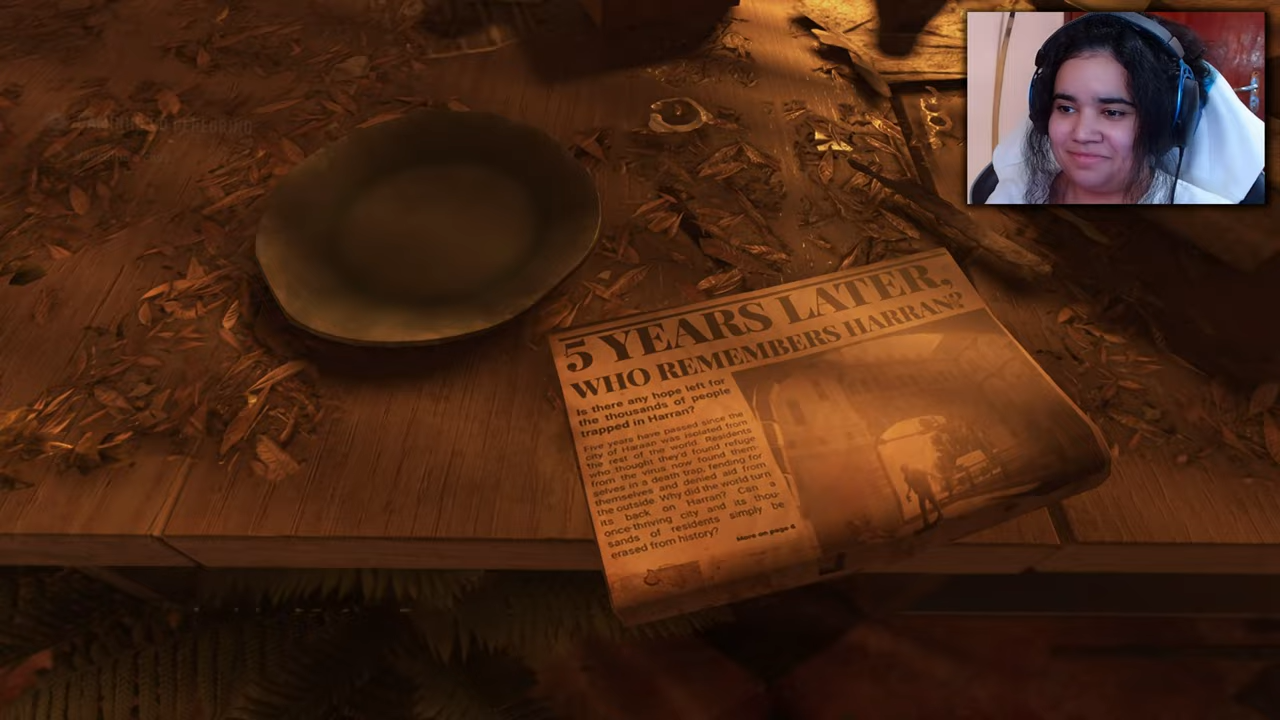 5 YEARS LATER,
WHO REMEMBERS HARRAN?
Is there any hope left for
the thousands of people
trapped in Harran?
Five years have passed since the
city of Harran was isolated from
the rest of the world. Residents
who thought they'd found refuge
from the virus now found them-
selves in a death trap, fending for
themselves and denied aid from
the outside. Why did the world turn
its back on Harran? Can a
once-thriving city and its thou-
sands of residents simply be
erased from history?
More on page 4